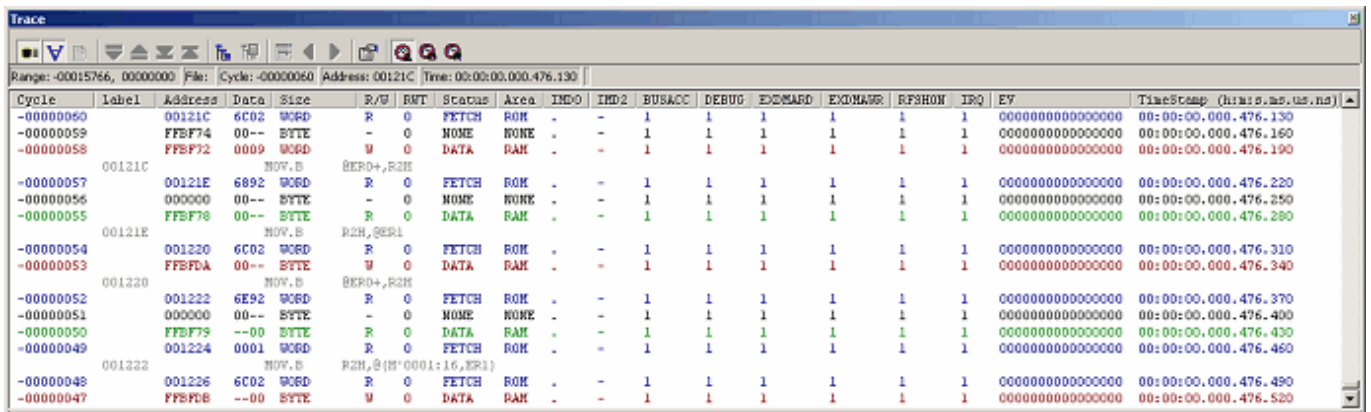 Trace
Range: -00015766, 00000000 File: Cycle: -00000060 Address: 00121C Time: 00:00:00.000.476.130
Cycle Label Address Data Size R/W RWT Status Area IMD0 IMD2 BUSACC DEBUG EXDMARD EXDMAWR RFSHON IRQ EV TimeStamp (h:m:s.ms.us.ns)
-00000060 00121C 6C02 WORD R 0 FETCH ROM . - 1 1 1 1 1 1 0000000000000000 00:00:00.000.476.130
-00000059 FFBF74 00-- BYTE - 0 NONE NONE . - 1 1 1 1 1 1 0000000000000000 00:00:00.000.476.160
-00000058 FFBF72 0009 WORD W 0 DATA RAM . - 1 1 1 1 1 1 0000000000000000 00:00:00.000.476.190
00121C MOV.B @ER0+,R2H
-00000057 00121E 6892 WORD R 0 FETCH ROM . - 1 1 1 1 1 1 0000000000000000 00:00:00.000.476.220
-00000056 000000 00-- BYTE - 0 NONE NONE . - 1 1 1 1 1 1 0000000000000000 00:00:00.000.476.250
-00000055 FFBF78 00-- BYTE R 0 DATA RAM . - 1 1 1 1 1 1 0000000000000000 00:00:00.000.476.280
00121E MOV.B R2H,@ER1
-00000054 001220 6C02 WORD R 0 FETCH ROM . - 1 1 1 1 1 1 0000000000000000 00:00:00.000.476.310
-00000053 FFBFDA 00-- BYTE W 0 DATA RAM . - 1 1 1 1 1 1 0000000000000000 00:00:00.000.476.340
001220 MOV.B @ER0+,R2H
-00000052 001222 6E92 WORD R 0 FETCH ROM . - 1 1 1 1 1 1 0000000000000000 00:00:00.000.476.370
-00000051 000000 00-- BYTE - 0 NONE NONE . - 1 1 1 1 1 1 0000000000000000 00:00:00.000.476.400
-00000050 FFBF79 --00 BYTE R 0 DATA RAM . - 1 1 1 1 1 1 0000000000000000 00:00:00.000.476.430
-00000049 001224 0001 WORD R 0 FETCH ROM . - 1 1 1 1 1 1 0000000000000000 00:00:00.000.476.460
001222 MOV.B R2H,@(H'0001:16,ER1)
-00000048 001226 6C02 WORD R 0 FETCH ROM . - 1 1 1 1 1 1 0000000000000000 00:00:00.000.476.490
-00000047 FFBFDB --00 BYTE W 0 DATA RAM . - 1 1 1 1 1 1 0000000000000000 00:00:00.000.476.520